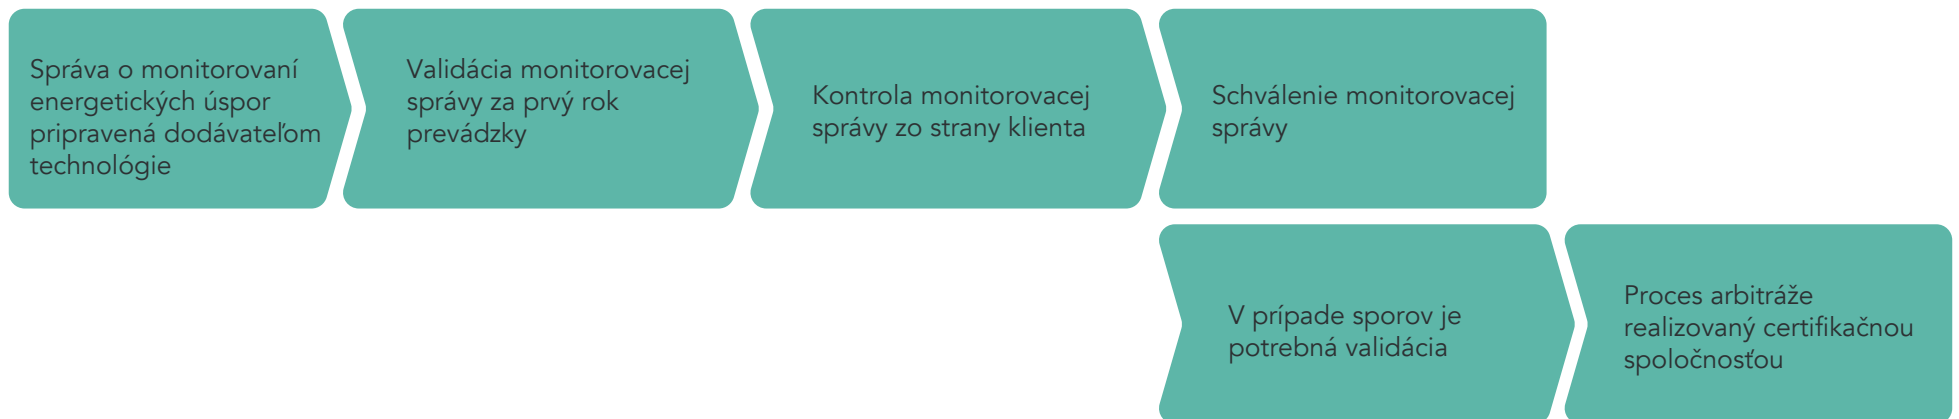 Správa o monitorovaní
energetických úspor
pripravená dodávateľom
technológie
Validácia monitorovacej
správy za prvý rok
prevádzky
Kontrola monitorovacej
správy zo strany klienta
Schválenie monitorovacej
správy
V prípade sporov je
potrebná validácia
Proces arbitráže
realizovaný certifikačnou
spoločnosťou